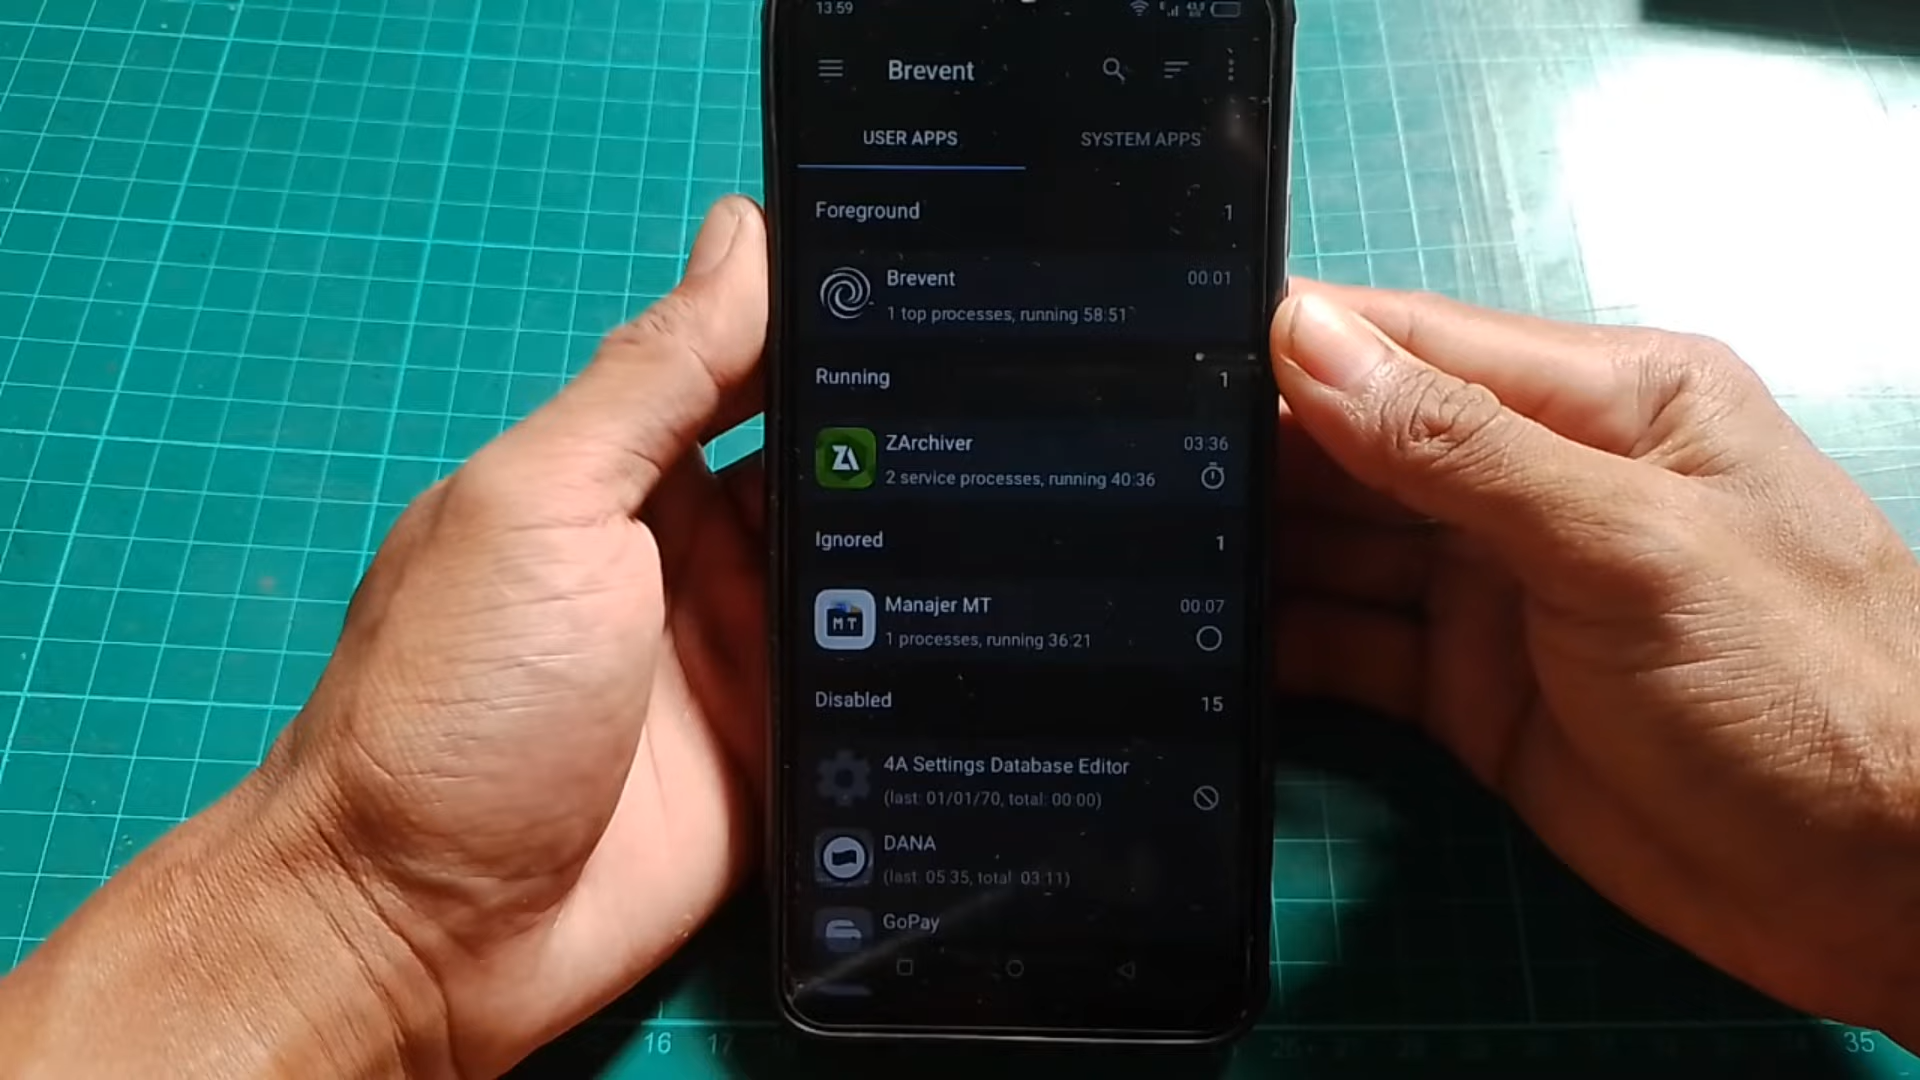 13:59
Brevent
USER APPS
SYSTEM APPS
Foreground
1
Brevent
00:01
1 top processes, running 58:51
Running
1
ZA
ZArchiver
03:36
2 service processes, running 40:36
Ignored
1
MT
Manajer MT
00:07
1 processes, running 36:21
Disabled
15
4A Settings Database Editor
(last: 01/01/70, total: 00:00)
DANA
(last: 05:35, total: 03:11)
GoPay
16 17
35